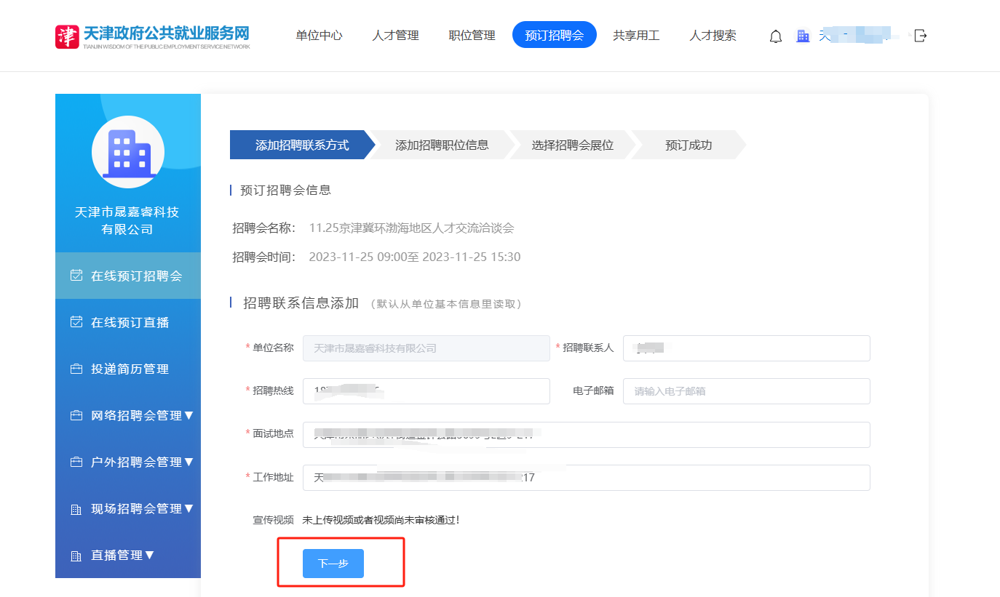 天津政府公共就业服务网
TIANJIN WISDOM OF THE PUBLIC EMPLOYMENT SERVICE NETWORK
津
单位中心 人才管理 职位管理 预订招聘会 共享用工 人才搜索 天
天津市晟嘉睿科技
有限公司
在线预订招聘会
在线预订直播
投递简历管理
网络招聘会管理▼
户外招聘会管理▼
现场招聘会管理▼
直播管理▼
添加招聘联系方式 添加招聘职位信息 选择招聘会展位 预订成功
预订招聘会信息
招聘会名称： 11.25京津冀环渤海地区人才交流洽谈会
招聘会时间： 2023-11-25 09:00至 2023-11-25 15:30
招聘联系信息添加 （默认从单位基本信息里读取）
*单位名称 天津市晟嘉睿科技有限公司 *招聘联系人
*招聘热线 电子邮箱 请输入电子邮箱
*面试地点
*工作地址 天 217
宣传视频 未上传视频或者视频尚未审核通过！
下一步